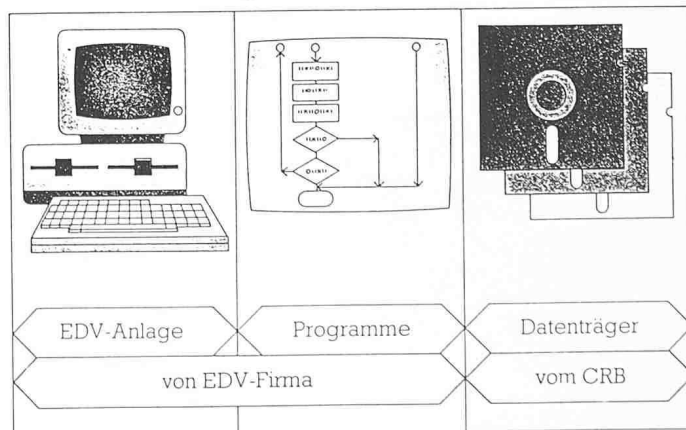 EDV-Anlage
Programme
Datenträger
von EDV-Firma
vom CRB